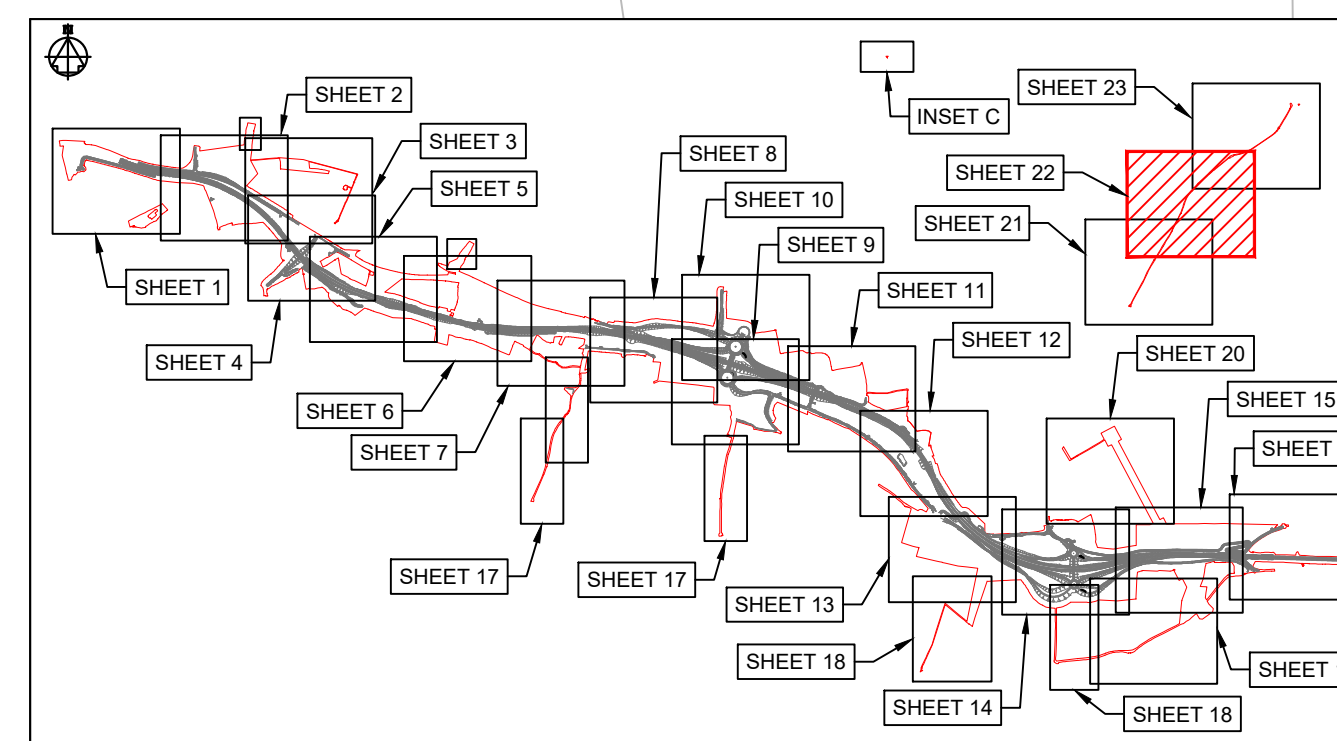 N
SHEET 2
SHEET 3
SHEET 5
SHEET 1
SHEET 4
SHEET 6
SHEET 7
SHEET 8
SHEET 10
SHEET 9
SHEET 11
SHEET 12
INSET C
SHEET 23
SHEET 22
SHEET 21
SHEET 20
SHEET 15
SHEET
SHEET 17
SHEET 17
SHEET 13
SHEET 18
SHEET 14
SHEET 18
SHEET